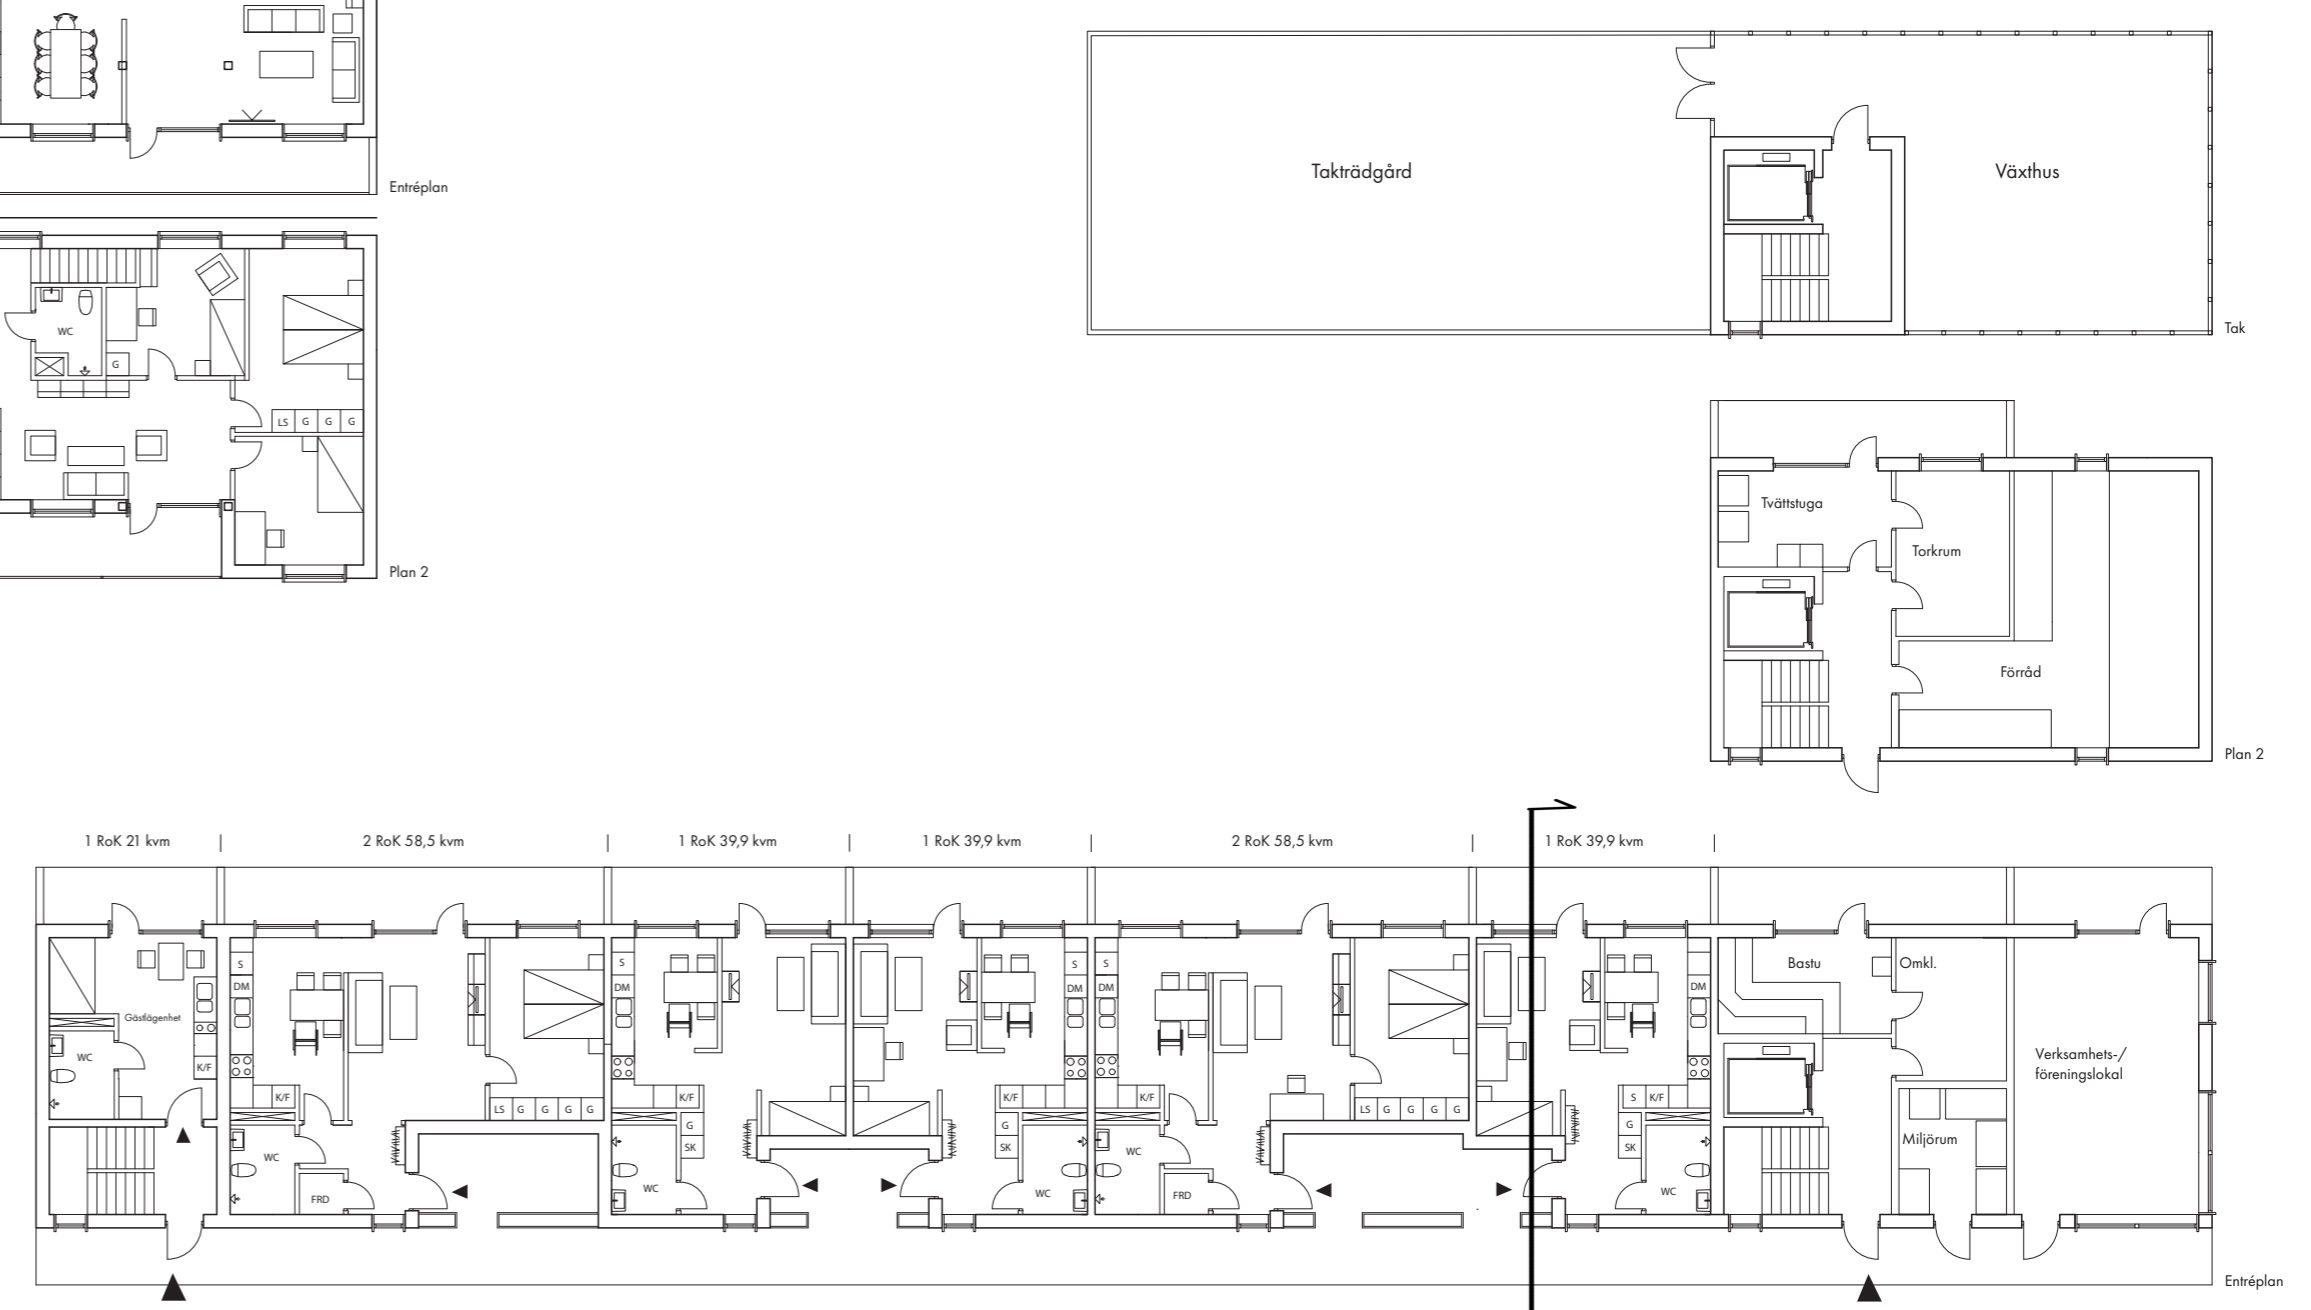 Entréplan
WC
G
LS G G G
Plan 2
Takträdgård
Växthus
Tak
Tvättstuga
Torkrum
Förråd
Plan 2
1 RoK 21 kvm
2 RoK 58,5 kvm
1 RoK 39,9 kvm
1 RoK 39,9 kvm
2 RoK 58,5 kvm
1 RoK 39,9 kvm
Gästlägenhet
WC
K/F
S
DM
K/F
WC
FRD
LS G G G G
S
DM
K/F
G
SK
WC
S
DM
K/F
G
SK
WC
S
DM
K/F
WC
FRD
LS G G G G
DM
S K/F
G
SK
WC
Bastu
Omkl.
Miljörum
Verksamhets-/
föreningslokal
Entréplan